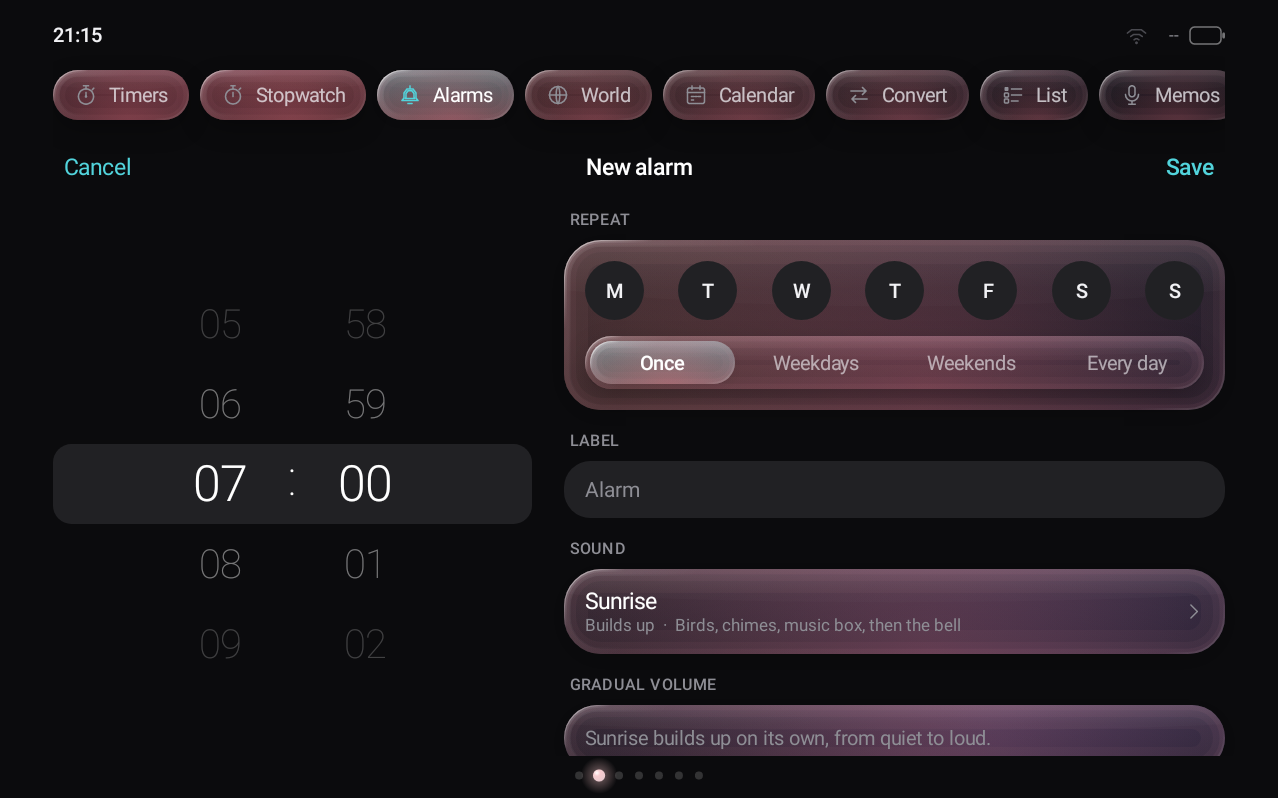 21:15
--
Timers
Stopwatch
Alarms
World
Calendar
Convert
List
Memos
Cancel
New alarm
Save
REPEAT
M T W T F S S
Once Weekdays Weekends Every day
05 58
06 59
07 : 00
08 01
09 02
LABEL
Alarm
SOUND
Sunrise
Builds up · Birds, chimes, music box, then the bell
GRADUAL VOLUME
Sunrise builds up on its own, from quiet to loud.